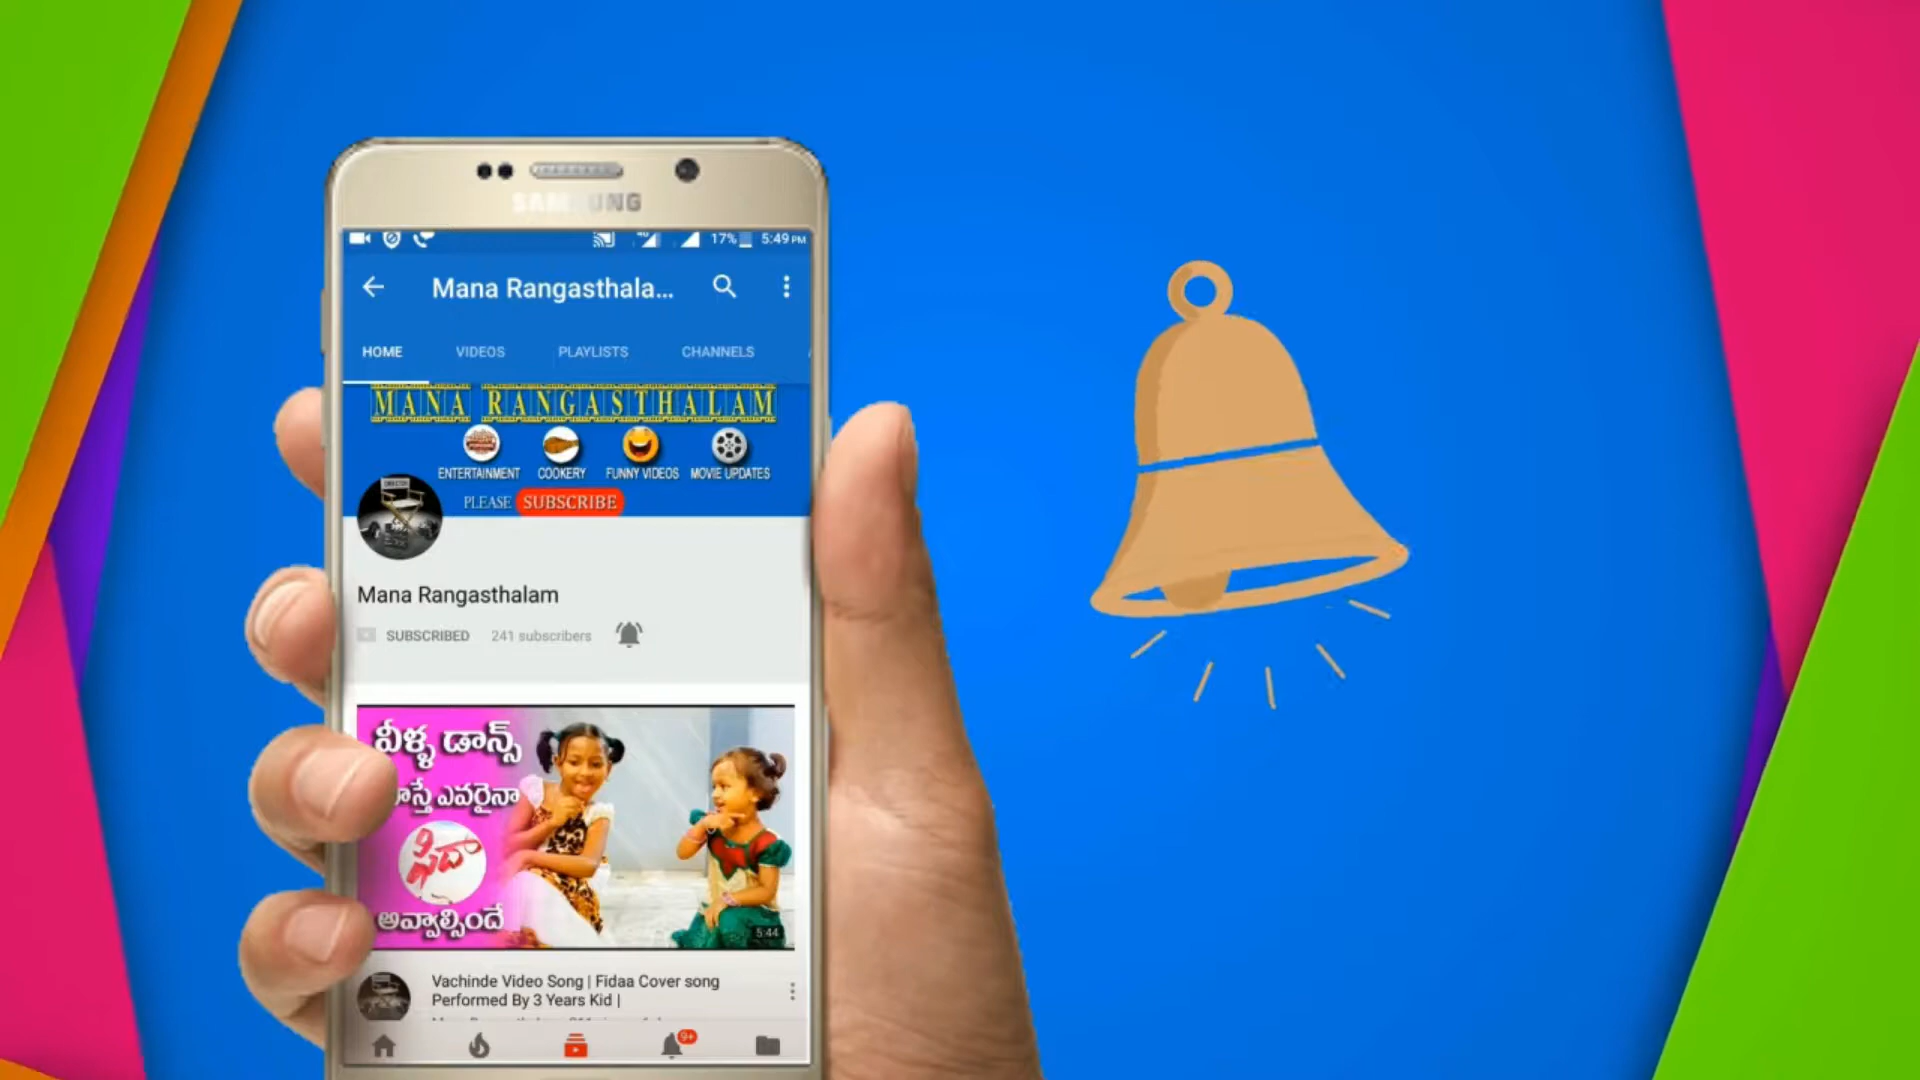 SAMSUNG
17% 5:49 PM
Mana Rangasthala...
HOME VIDEOS PLAYLISTS CHANNELS
MANA RANGASTHALAM
ENTERTAINMENT COOKERY FUNNY VIDEOS MOVIE UPDATES
PLEASE SUBSCRIBE
Mana Rangasthalam
SUBSCRIBED 241 subscribers
వీళ్ళ డాన్స్
ఎవరైనా
ఫిదా
అవ్వాల్సిందే
5:44
Vachinde Video Song | Fidaa Cover song
Performed By 3 Years Kid |
9+